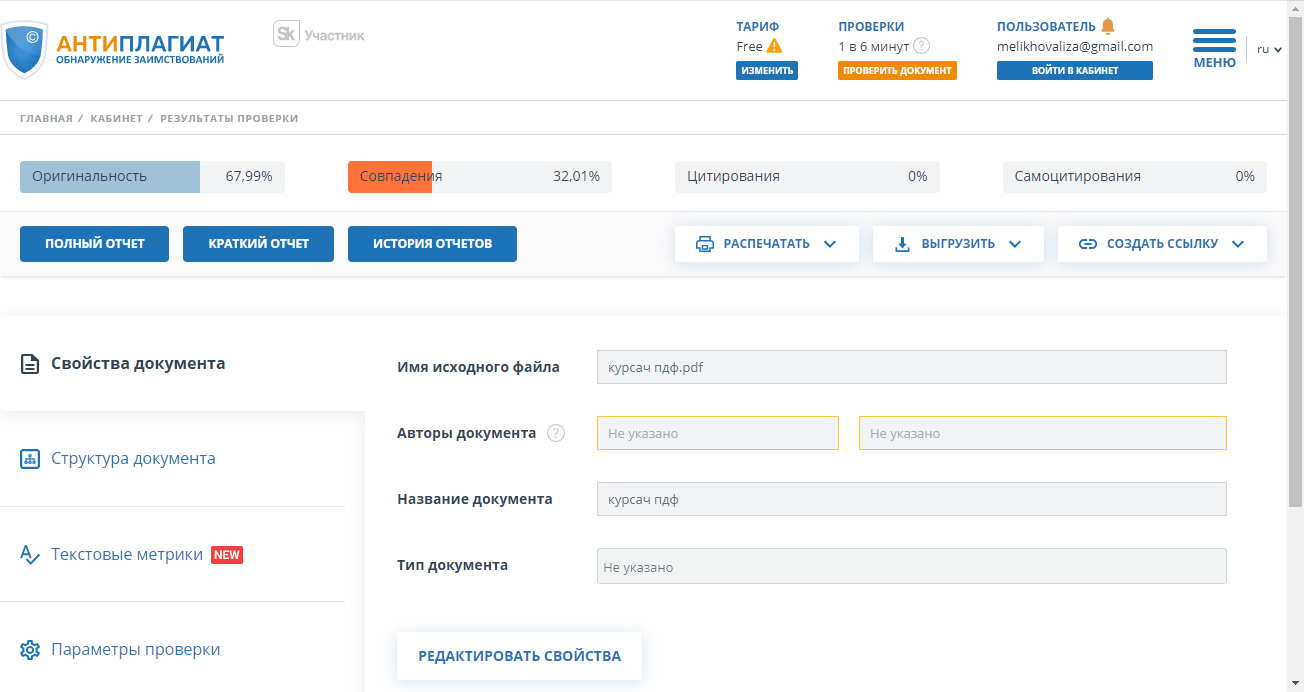 ©
АНТИПЛАГИАТ
ОБНАРУЖЕНИЕ ЗАИМСТВОВАНИЙ
Sk Участник
ТАРИФ
Free
ИЗМЕНИТЬ
ПРОВЕРКИ
1 в 6 минут ?
ПРОВЕРИТЬ ДОКУМЕНТ
ПОЛЬЗОВАТЕЛЬ
melikhovaliza@gmail.com
ВОЙТИ В КАБИНЕТ
МЕНЮ
ru
ГЛАВНАЯ / КАБИНЕТ / РЕЗУЛЬТАТЫ ПРОВЕРКИ
Оригинальность 67,99%
Совпадения 32,01%
Цитирования 0%
Самоцитирования 0%
ПОЛНЫЙ ОТЧЕТ
КРАТКИЙ ОТЧЕТ
ИСТОРИЯ ОТЧЕТОВ
РАСПЕЧАТАТЬ
ВЫГРУЗИТЬ
СОЗДАТЬ ССЫЛКУ
Свойства документа
Структура документа
Текстовые метрики NEW
Параметры проверки
Имя исходного файла курсач пдф.pdf
Авторы документа ? Не указано Не указано
Название документа курсач пдф
Тип документа Не указано
РЕДАКТИРОВАТЬ СВОЙСТВА